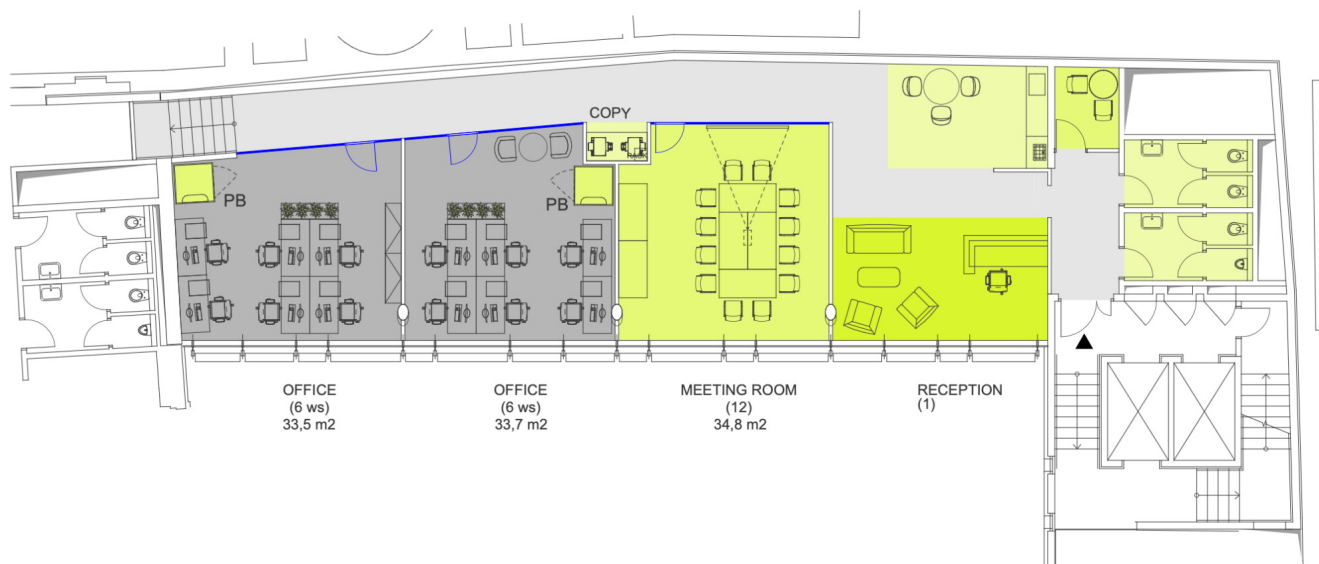 COPY
PB
PB
OFFICE
(6 ws)
33,5 m2
OFFICE
(6 ws)
33,7 m2
MEETING ROOM
(12)
34,8 m2
RECEPTION
(1)